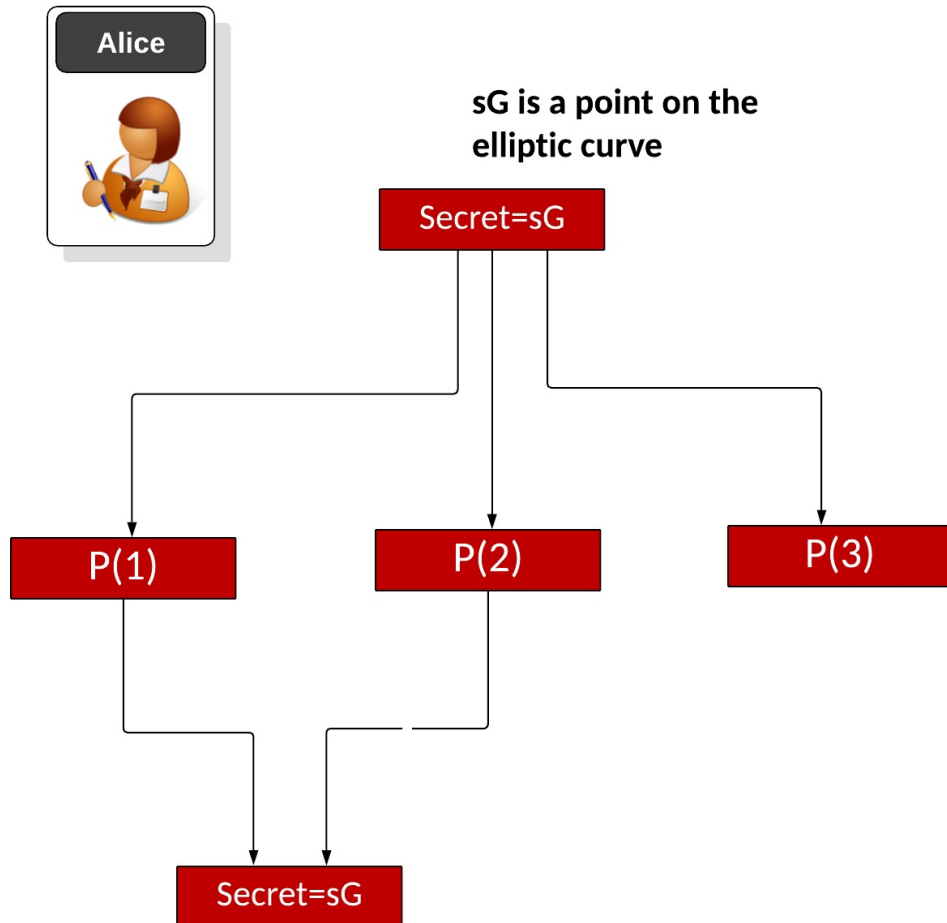 Alice
sG is a point on the
elliptic curve
Secret=sG
P(1)
P(2)
P(3)
Secret=sG